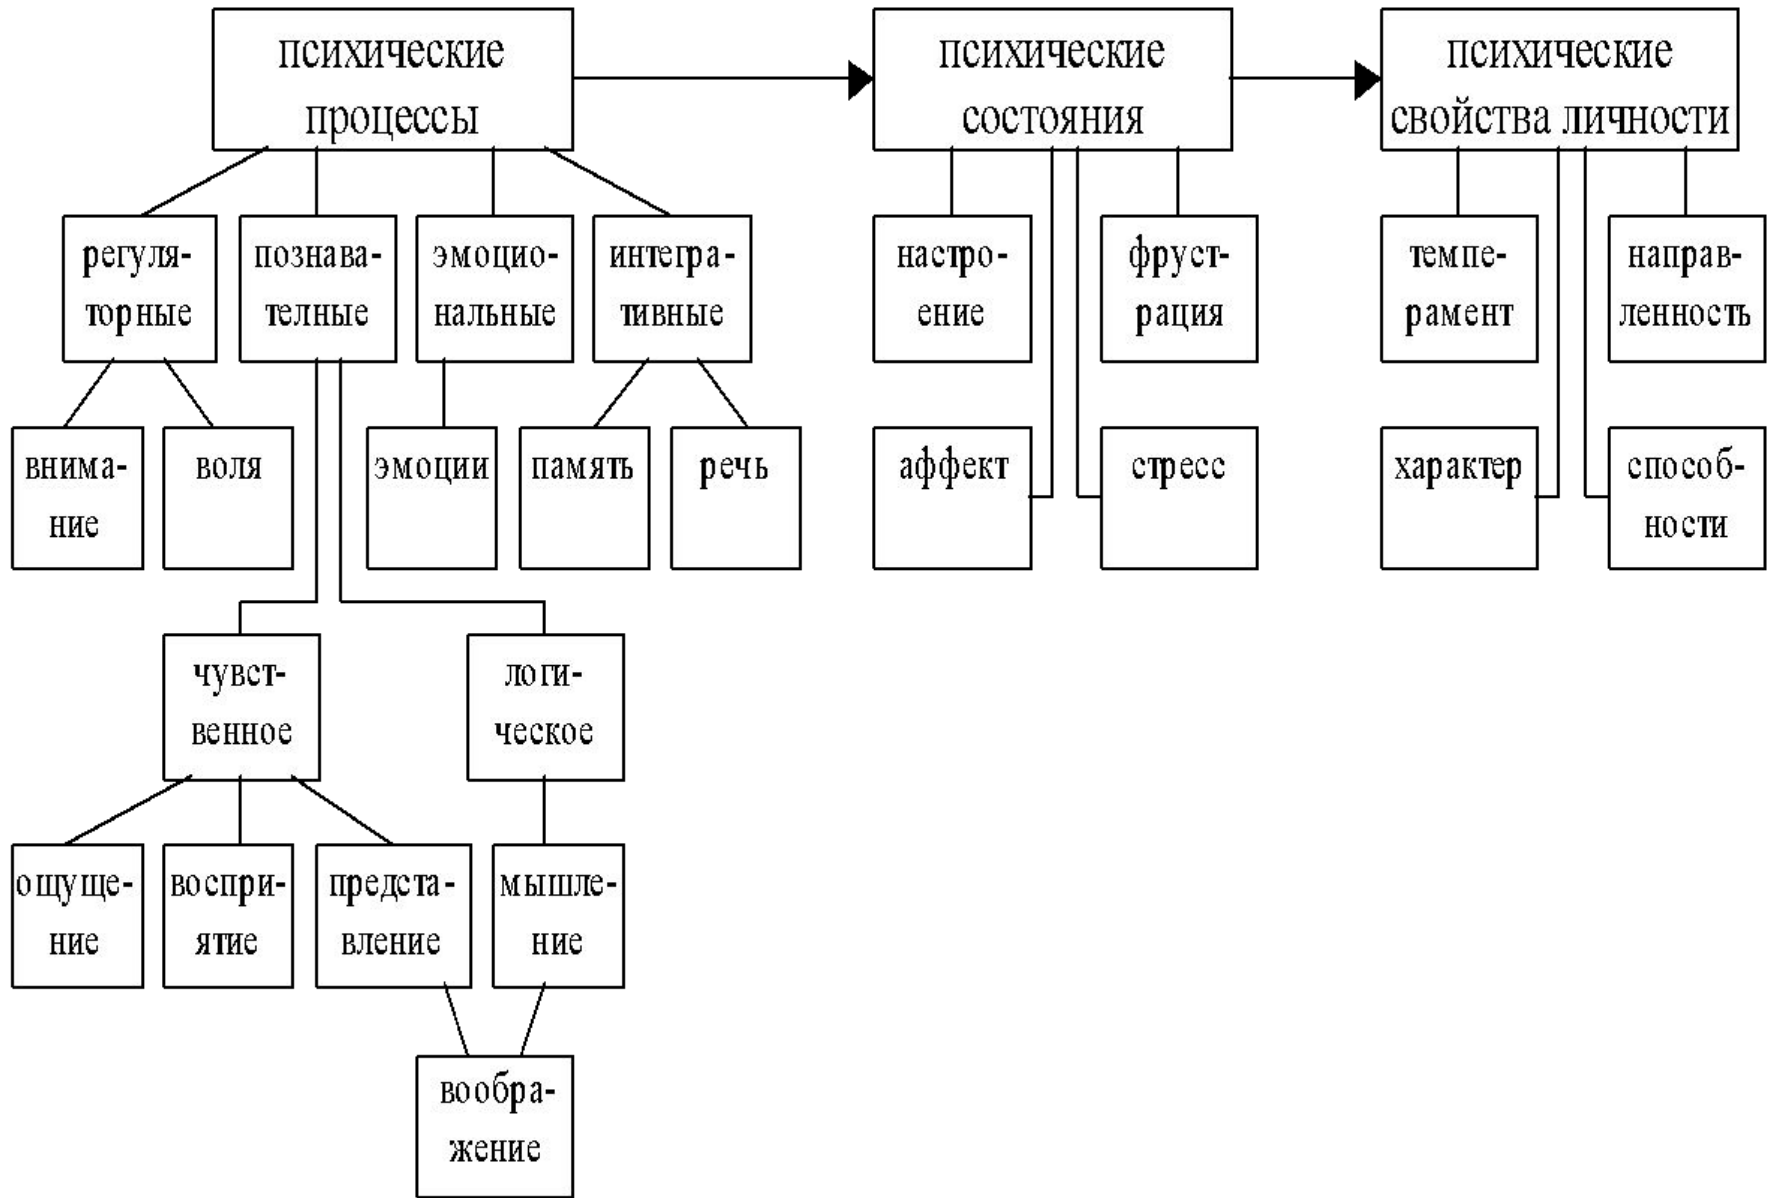 психические
процессы
психические
состояния
психические
свойства личности
регуля-
торные
познава-
телные
эмоцио-
нальные
интегра-
тивные
настро-
ение
фруст-
рация
темпе-
рамент
направ-
ленность
внима-
ние
воля
эмоции
память
речь
аффект
стресс
характер
способ-
ности
чувст-
венное
логи-
ческое
ощуще-
ние
воспри-
ятие
предста-
вление
мышле-
ние
вообра-
жение